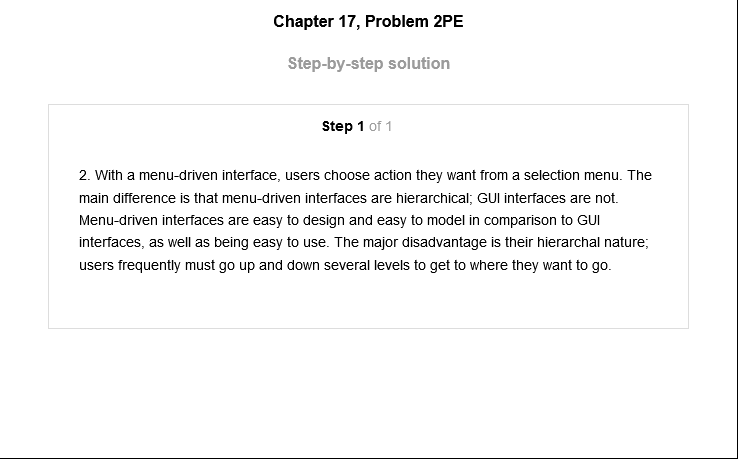 Chapter 17, Problem 2PE
Step-by-step solution
Step 1 of 1
2. With a menu-driven interface, users choose action they want from a selection menu. The
main difference is that menu-driven interfaces are hierarchical; GUI interfaces are not.
Menu-driven interfaces are easy to design and easy to model in comparison to GUI
interfaces, as well as being easy to use. The major disadvantage is their hierarchal nature;
users frequently must go up and down several levels to get to where they want to go.